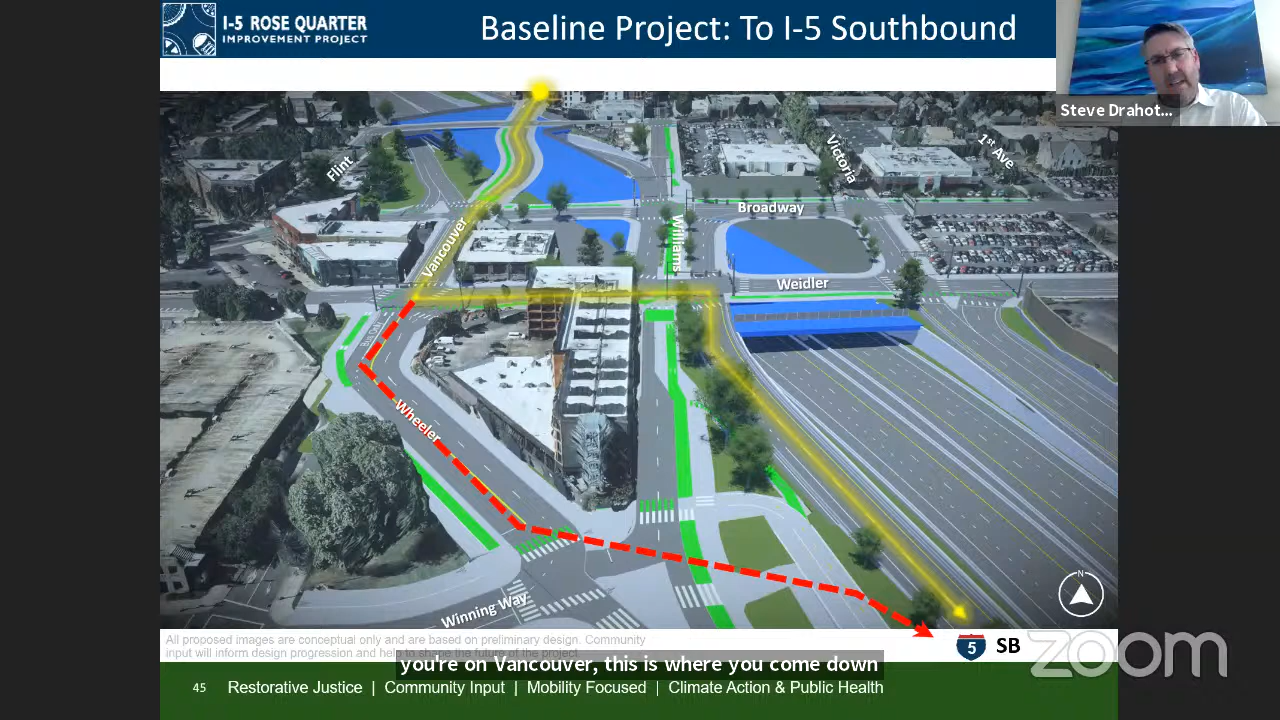 I-5 ROSE QUARTER
IMPROVEMENT PROJECT
Baseline Project: To I-5 Southbound
Steve Drahot...
Flint
Victoria
1st Ave
Broadway
Vancouver
Williams
Weidler
Wheeler
Winning Way
N
5 SB
zoom
All proposed images are conceptual only and are based on preliminary design. Community
input will inform design progression and help to shape the future of the project.
you're on Vancouver, this is where you come down
45 Restorative Justice | Community Input | Mobility Focused | Climate Action & Public Health